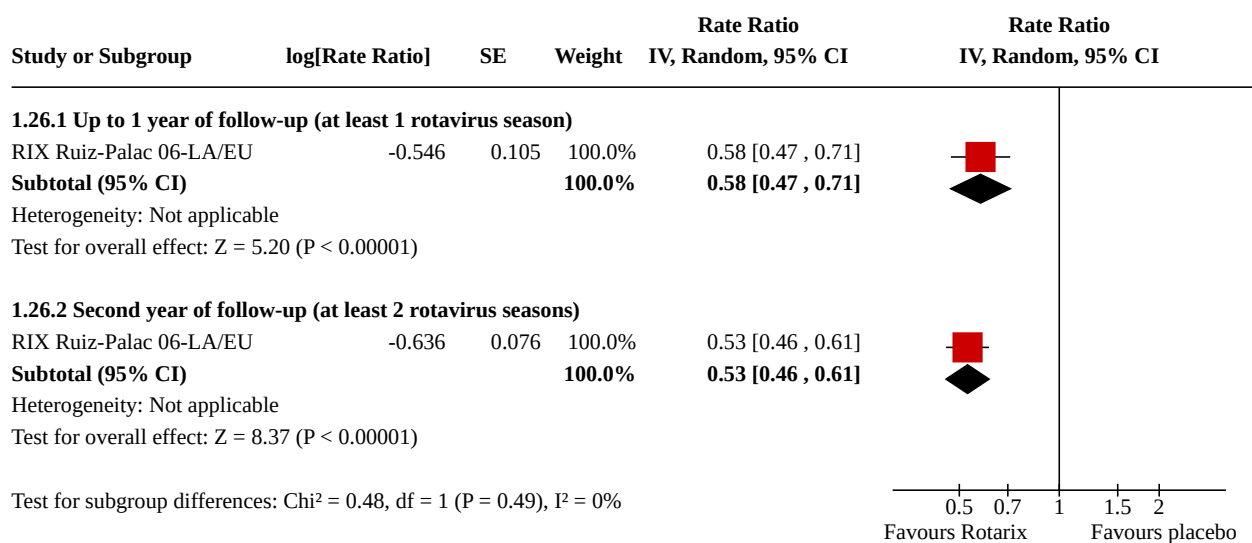 Rate Ratio Rate Ratio
Study or Subgroup log[Rate Ratio] SE Weight IV, Random, 95% CI IV, Random, 95% CI
1.26.1 Up to 1 year of follow-up (at least 1 rotavirus season)
RIX Ruiz-Palac 06-LA/EU -0.546 0.105 100.0% 0.58 [0.47 , 0.71]
Subtotal (95% CI) 100.0% 0.58 [0.47 , 0.71]
Heterogeneity: Not applicable
Test for overall effect: Z = 5.20 (P < 0.00001)
1.26.2 Second year of follow-up (at least 2 rotavirus seasons)
RIX Ruiz-Palac 06-LA/EU -0.636 0.076 100.0% 0.53 [0.46 , 0.61]
Subtotal (95% CI) 100.0% 0.53 [0.46 , 0.61]
Heterogeneity: Not applicable
Test for overall effect: Z = 8.37 (P < 0.00001)
Test for subgroup differences: Chi² = 0.48, df = 1 (P = 0.49), I² = 0%
0.5 0.7 1 1.5 2
Favours Rotarix Favours placebo